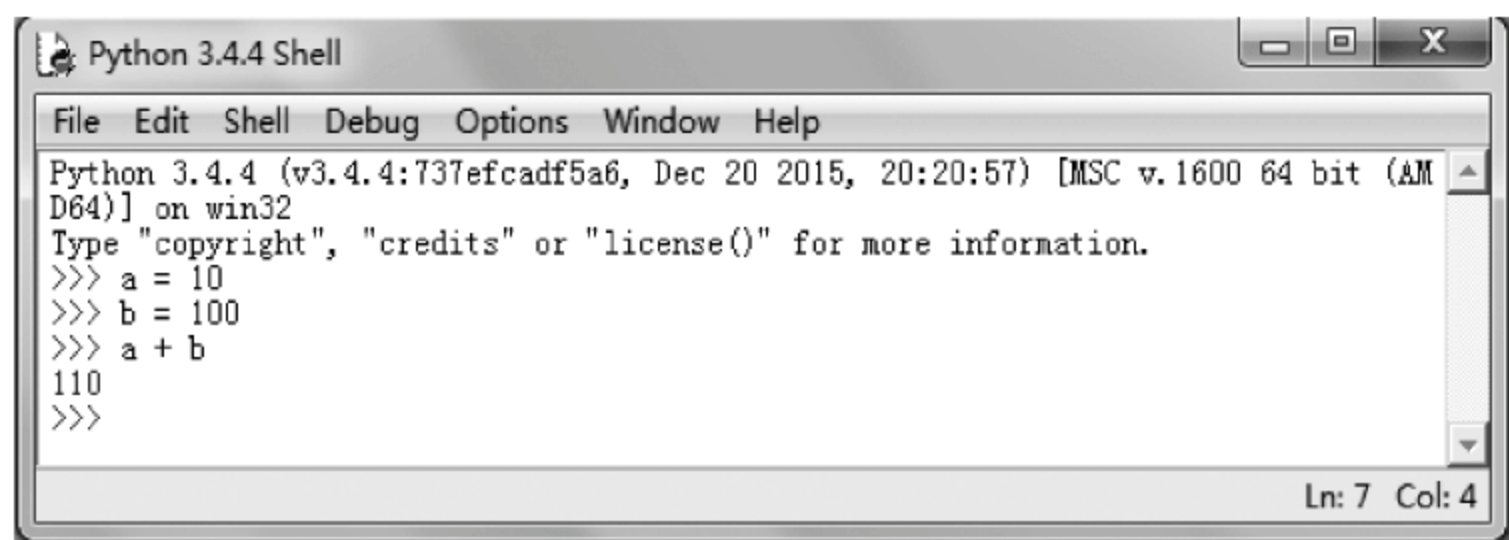 Python 3.4.4 Shell
File Edit Shell Debug Options Window Help
Python 3.4.4 (v3.4.4:737efcadf5a6, Dec 20 2015, 20:20:57) [MSC v.1600 64 bit (AM
D64)] on win32
Type "copyright", "credits" or "license()" for more information.
>>> a = 10
>>> b = 100
>>> a + b
110
>>>
Ln: 7 Col: 4